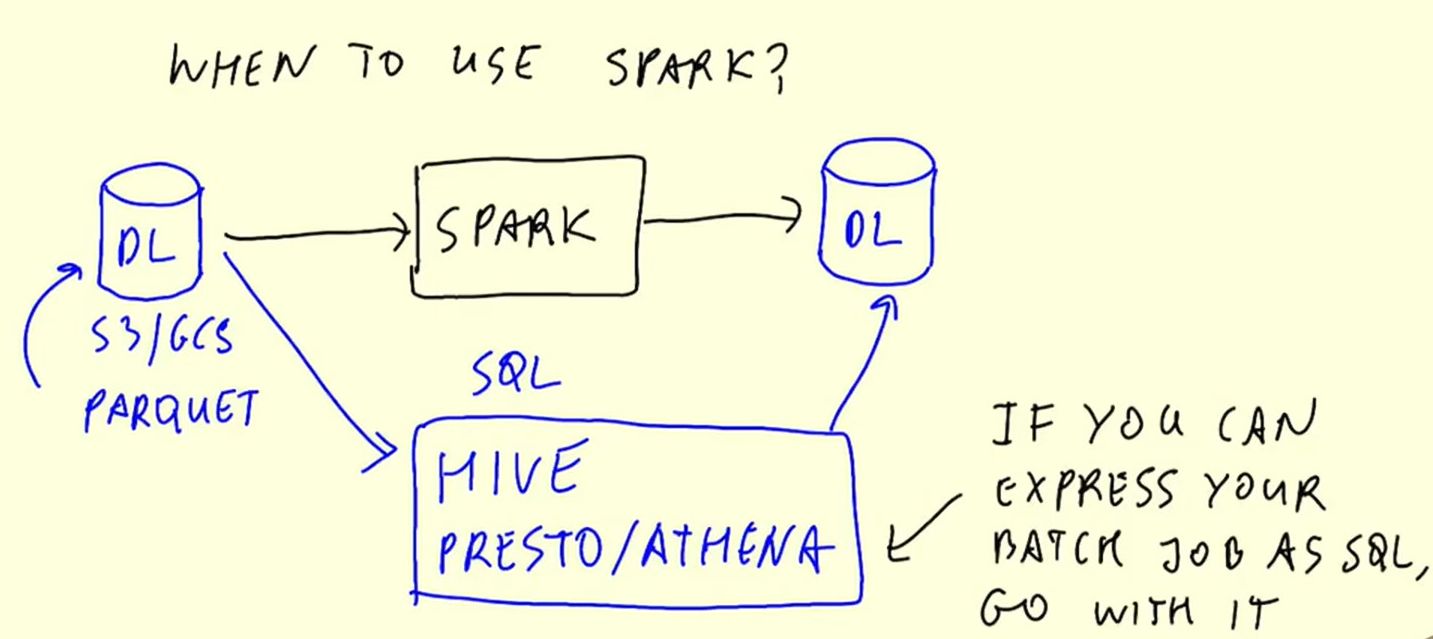 WHEN TO USE SPARK?
DL
SPARK
DL
S3/GCS
PARQUET
SQL
HIVE
PRESTO/ATHENA
IF YOU CAN
EXPRESS YOUR
BATCH JOB AS SQL,
GO WITH IT